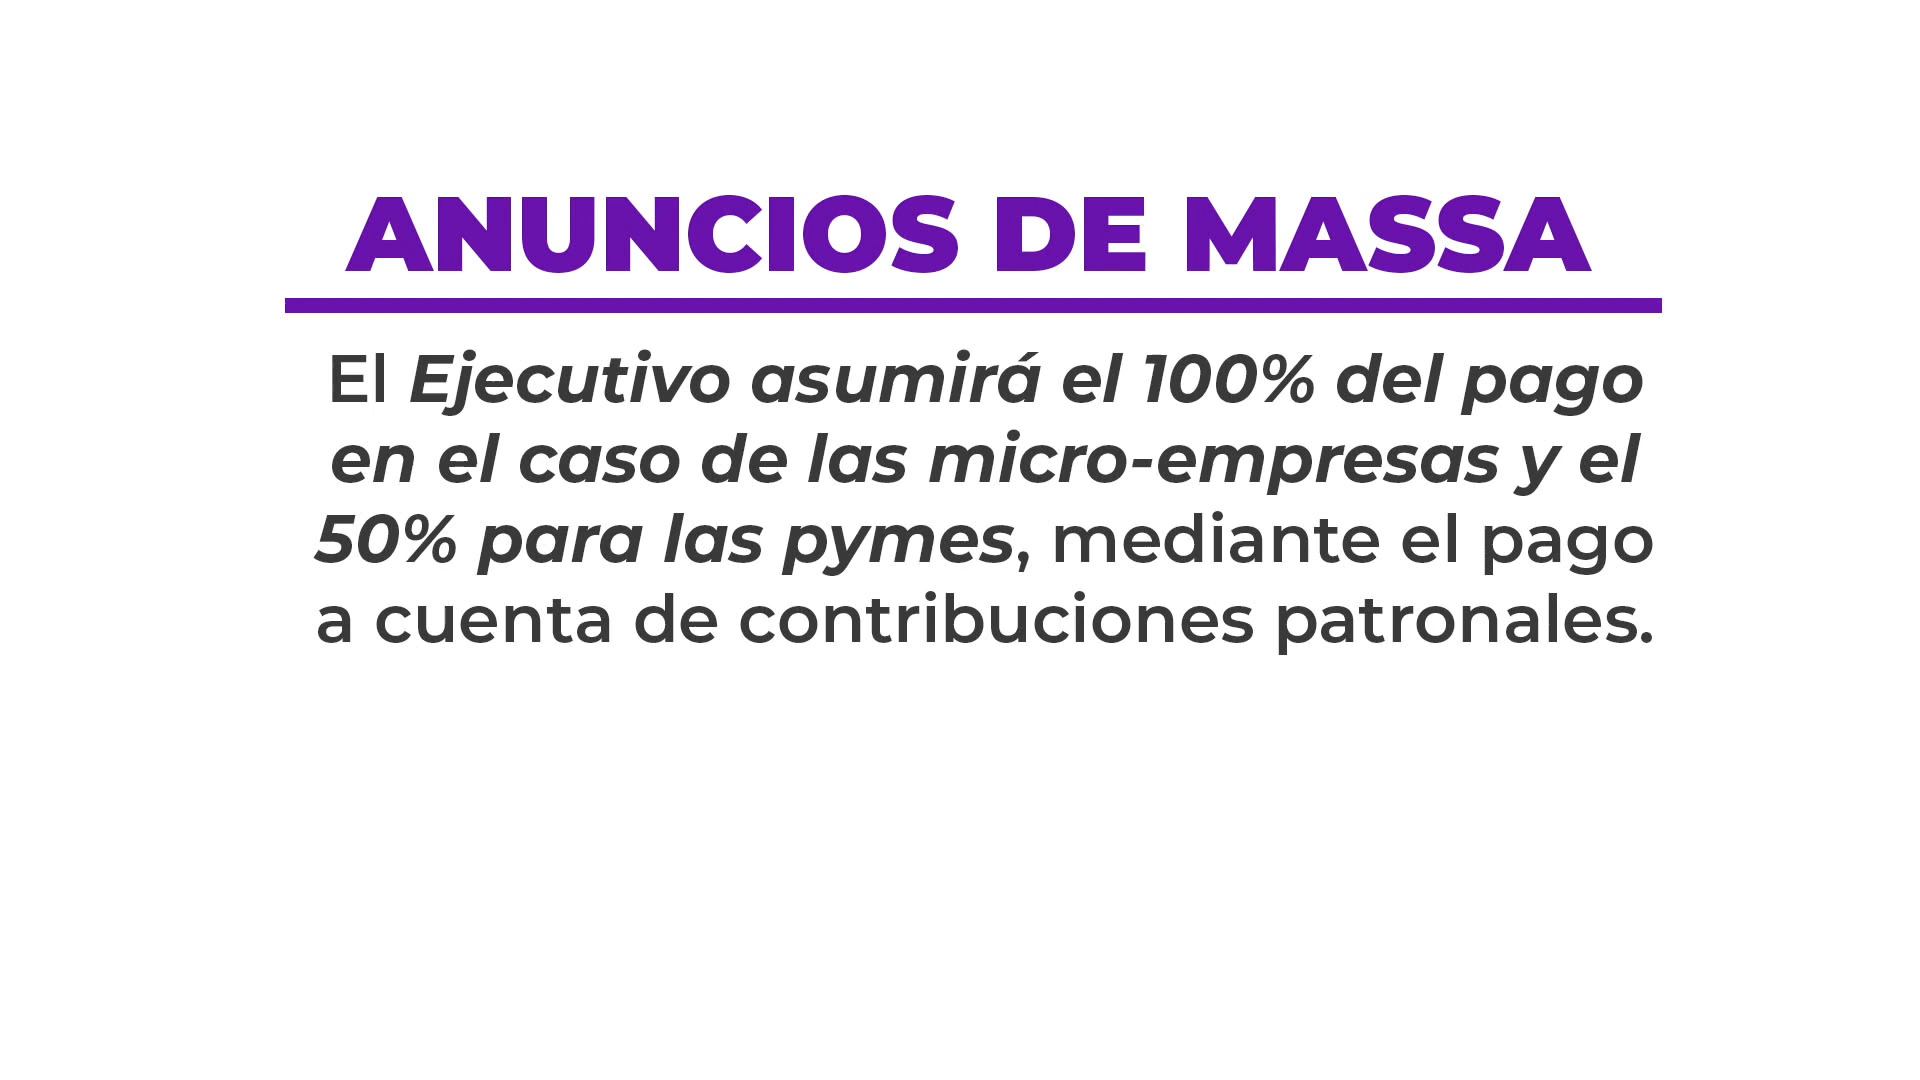 ANUNCIOS DE MASSA
El Ejecutivo asumirá el 100% del pago
en el caso de las micro-empresas y el
50% para las pymes, mediante el pago
a cuenta de contribuciones patronales.